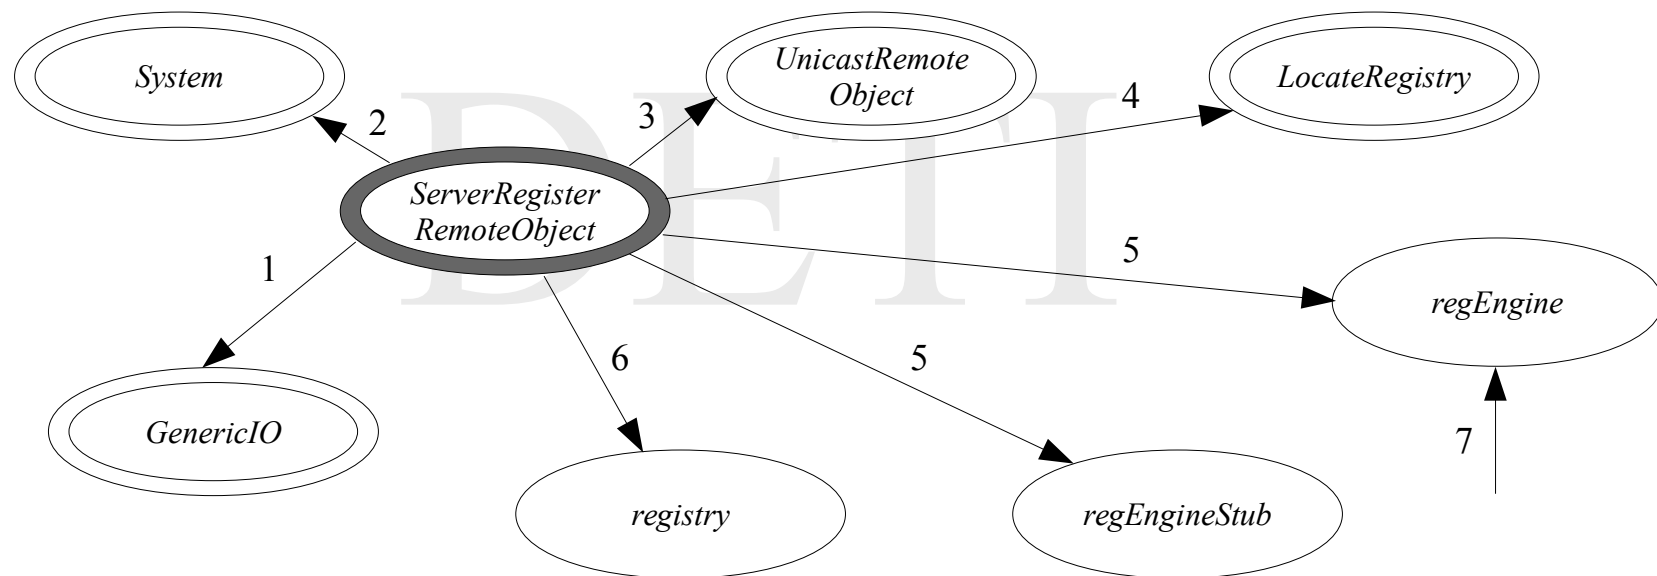 System
UnicastRemote
Object
LocateRegistry
2
3
4
DETI
ServerRegister
RemoteObject
1
5
regEngine
6
5
7
GenericIO
registry
regEngineStub